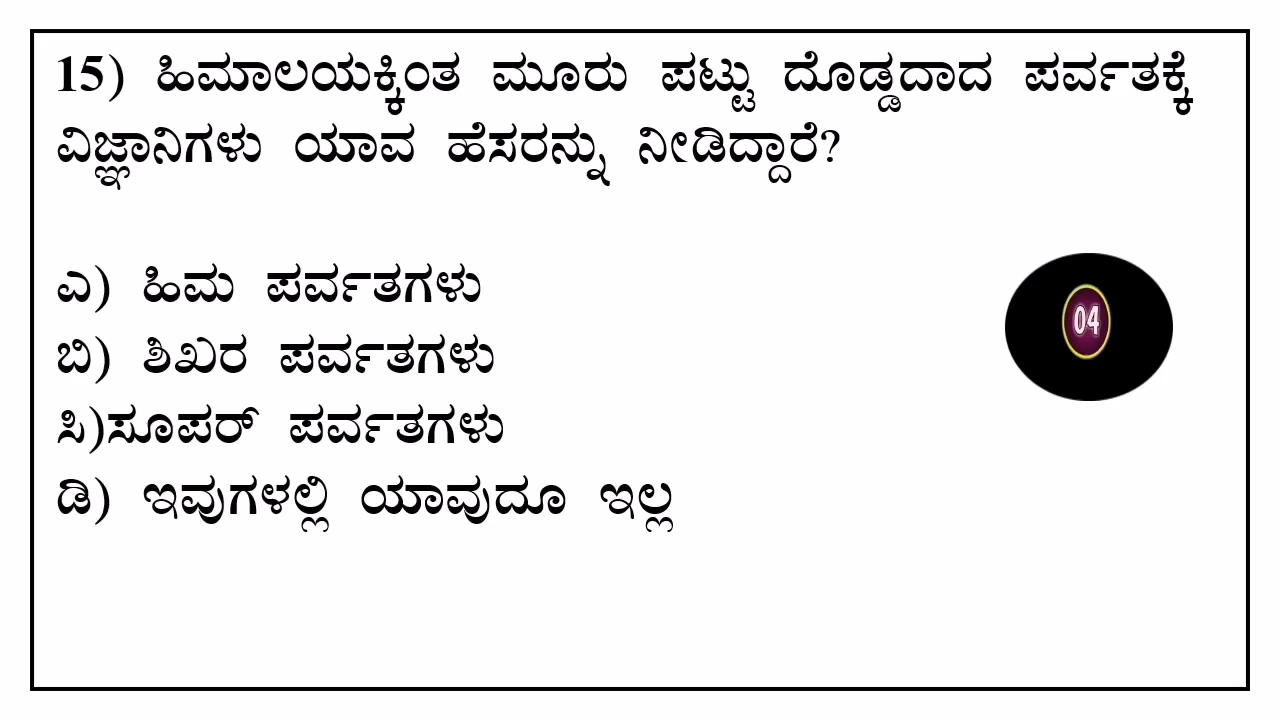 15) ಹಿಮಾಲಯಕ್ಕಿಂತ ಮೂರು ಪಟ್ಟು ದೊಡ್ಡದಾದ ಪರ್ವತಕ್ಕೆ
ವಿಜ್ಞಾನಿಗಳು ಯಾವ ಹೆಸರನ್ನು ನೀಡಿದ್ದಾರೆ?
ಎ) ಹಿಮ ಪರ್ವತಗಳು
04
ಬಿ) ಶಿಖರ ಪರ್ವತಗಳು
ಸಿ)ಸೂಪರ್ ಪರ್ವತಗಳು
ಡಿ) ಇವುಗಳಲ್ಲಿ ಯಾವುದೂ ಇಲ್ಲ